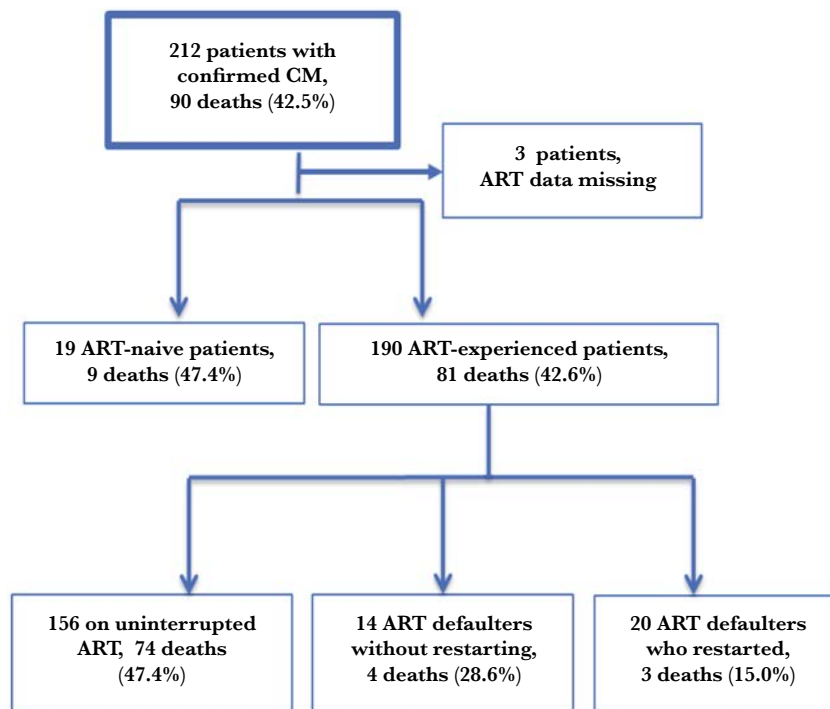 212 patients with
confirmed CM,
90 deaths (42.5%)
3 patients,
ART data missing
19 ART-naive patients,
9 deaths (47.4%)
190 ART-experienced patients,
81 deaths (42.6%)
156 on uninterrupted
ART, 74 deaths
(47.4%)
14 ART defaulters
without restarting,
4 deaths (28.6%)
20 ART defaulters
who restarted,
3 deaths (15.0%)